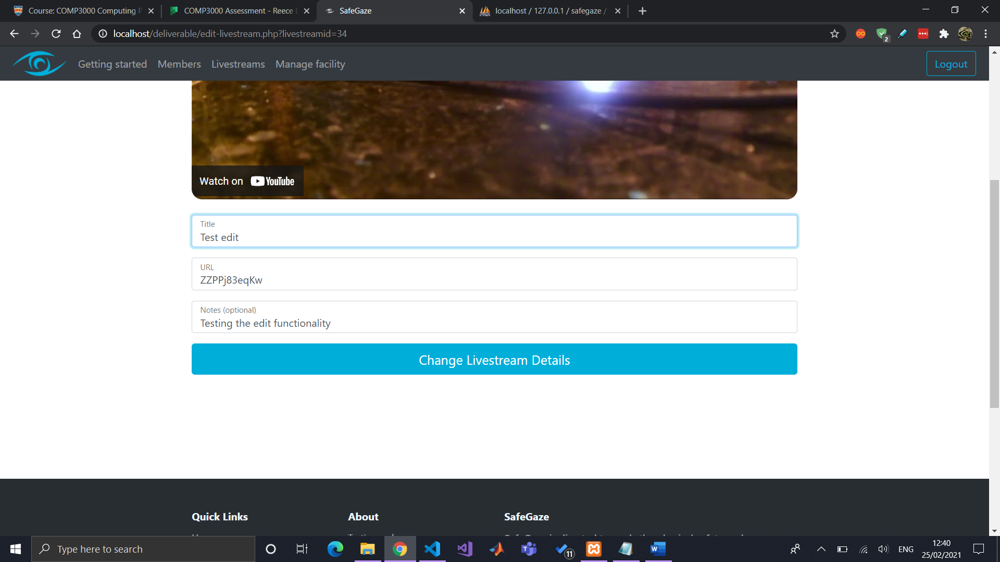 Course: COMP3000 Computing P
COMP3000 Assessment - Reece D
SafeGaze
localhost / 127.0.0.1 / safegaze /
localhost/deliverable/edit-livestream.php?livestreamid=34
2
Getting started Members Livestreams Manage facility
Logout
Watch on YouTube
Title
Test edit
URL
ZZPPj83eqKw
Notes (optional)
Testing the edit functionality
Change Livestream Details
Quick Links
About
SafeGaze
Type here to search
11
ENG
12:40
25/02/2021